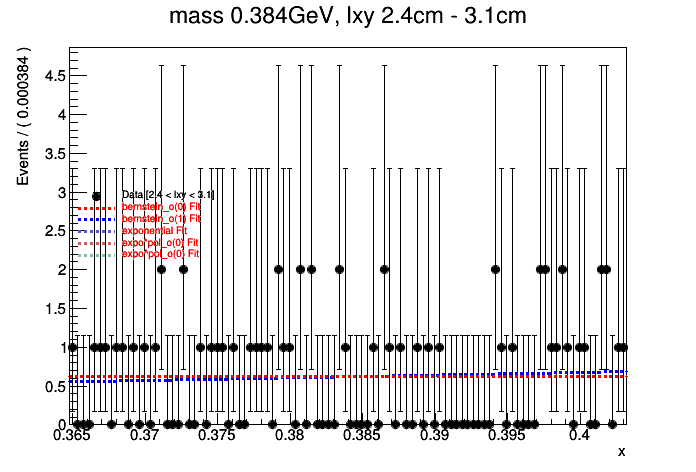 mass 0.384GeV, lxy 2.4cm - 3.1cm
Events / ( 0.000384 )
4.5
4
3.5
3
2.5
2
1.5
1
0.5
0
Data [2.4 < lxy < 3.1]
bernstein_o(0) Fit
bernstein_o(1) Fit
exponential Fit
expo*pol_o(0) Fit
expo*pol_o(0) Fit
0.365 0.37 0.375 0.38 0.385 0.39 0.395 0.4
x